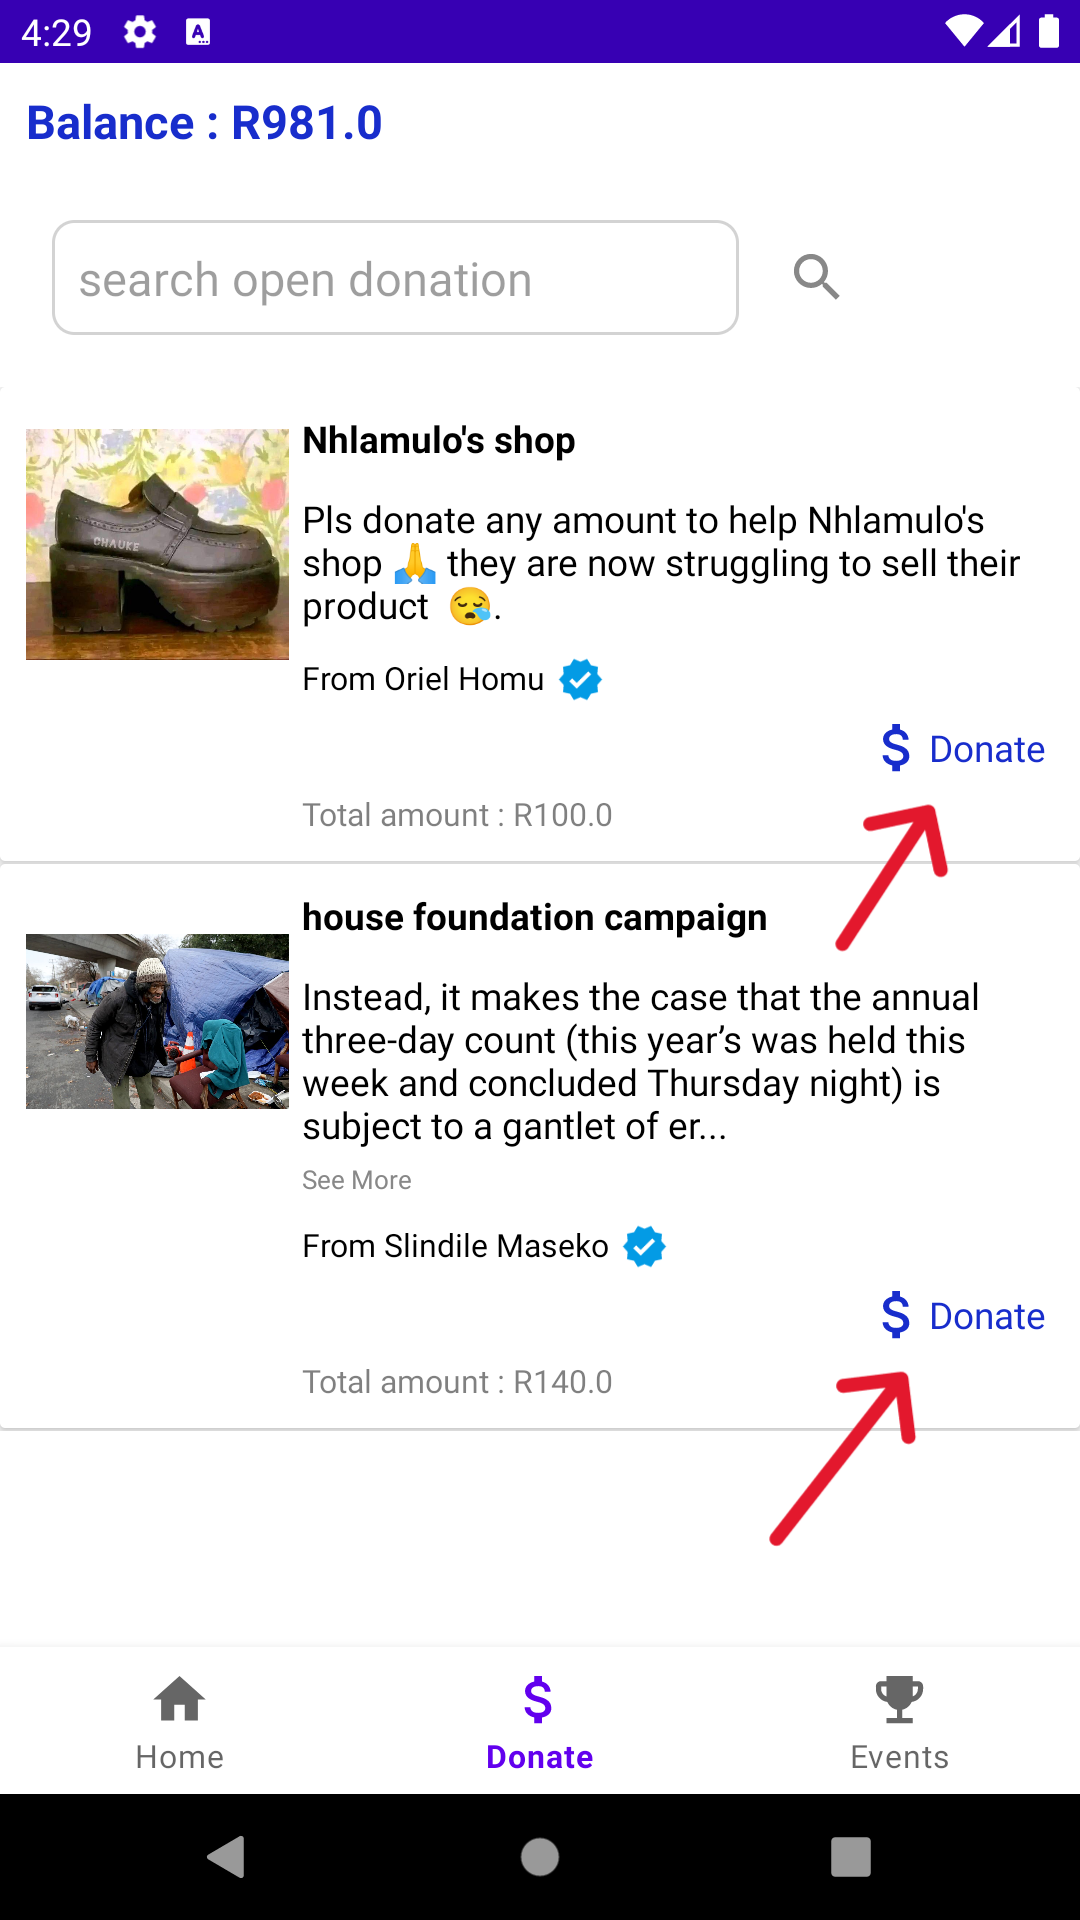 4:29
A
Balance : R981.0
search open donation
Nhlamulo's shop
CHAUKE
Pls donate any amount to help Nhlamulo's
shop 🙏 they are now struggling to sell their
product 😪.
From Oriel Homu
$ Donate
Total amount : R100.0
house foundation campaign
Instead, it makes the case that the annual
three-day count (this year’s was held this
week and concluded Thursday night) is
subject to a gantlet of er...
See More
From Slindile Maseko
$ Donate
Total amount : R140.0
$
Home Donate Events